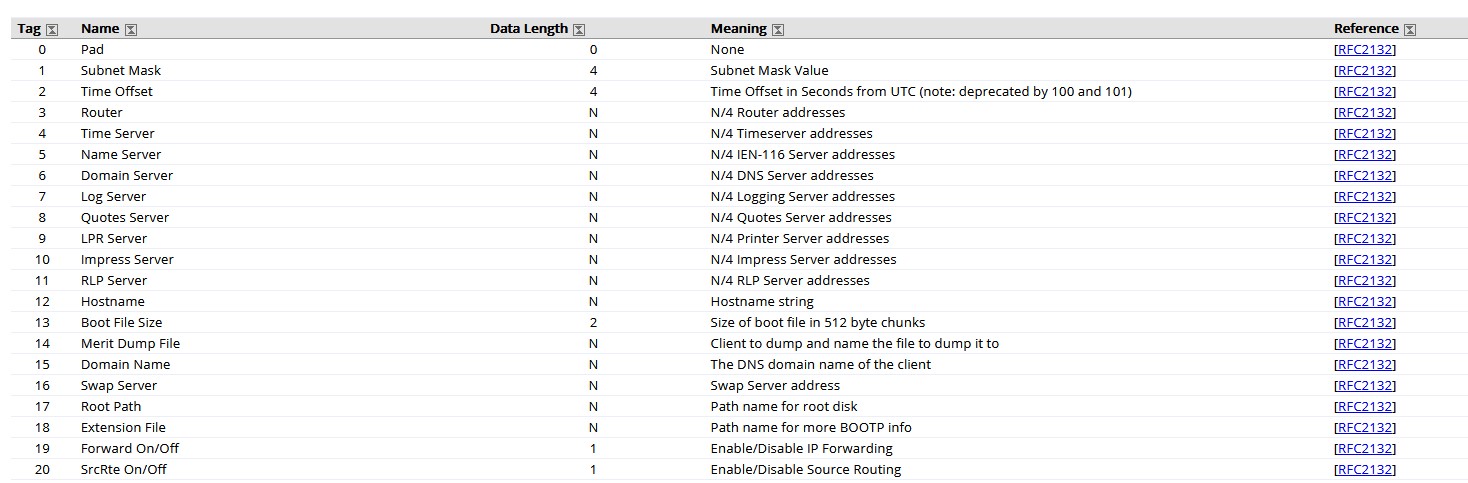 Tag Name Data Length Meaning Reference
0 Pad 0 None [RFC2132]
1 Subnet Mask 4 Subnet Mask Value [RFC2132]
2 Time Offset 4 Time Offset in Seconds from UTC (note: deprecated by 100 and 101) [RFC2132]
3 Router N N/4 Router addresses [RFC2132]
4 Time Server N N/4 Timeserver addresses [RFC2132]
5 Name Server N N/4 IEN-116 Server addresses [RFC2132]
6 Domain Server N N/4 DNS Server addresses [RFC2132]
7 Log Server N N/4 Logging Server addresses [RFC2132]
8 Quotes Server N N/4 Quotes Server addresses [RFC2132]
9 LPR Server N N/4 Printer Server addresses [RFC2132]
10 Impress Server N N/4 Impress Server addresses [RFC2132]
11 RLP Server N N/4 RLP Server addresses [RFC2132]
12 Hostname N Hostname string [RFC2132]
13 Boot File Size 2 Size of boot file in 512 byte chunks [RFC2132]
14 Merit Dump File N Client to dump and name the file to dump it to [RFC2132]
15 Domain Name N The DNS domain name of the client [RFC2132]
16 Swap Server N Swap Server address [RFC2132]
17 Root Path N Path name for root disk [RFC2132]
18 Extension File N Path name for more BOOTP info [RFC2132]
19 Forward On/Off 1 Enable/Disable IP Forwarding [RFC2132]
20 SrcRte On/Off 1 Enable/Disable Source Routing [RFC2132]